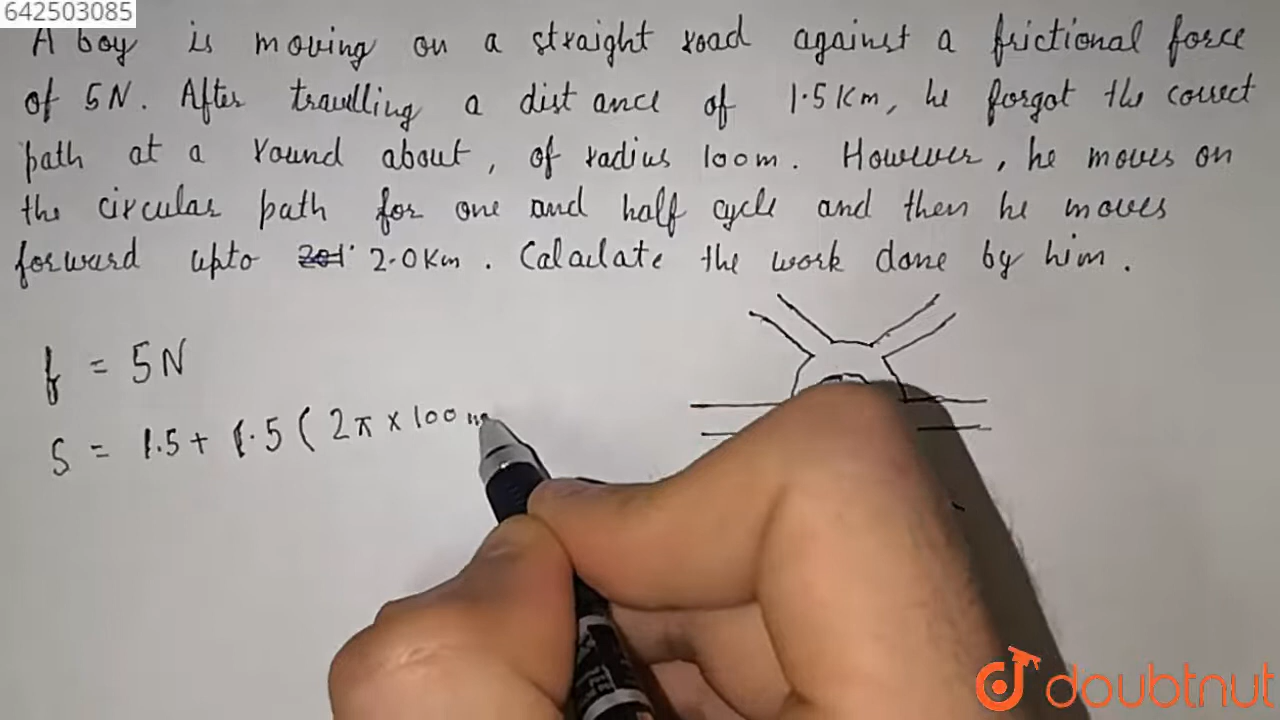 642503085
A boy is moving on a straight road against a frictional force
of 5N. After travelling a distance of 1.5 Km, he forgot the correct
path at a round about, of radius 100m. However, he moves on
the circular path for one and half cycle and then he moves
forward upto 2.0 Km. Calculate the work done by him.
f = 5N
S = 1.5 + 1.5 ( 2π × 100 m
doubtnut